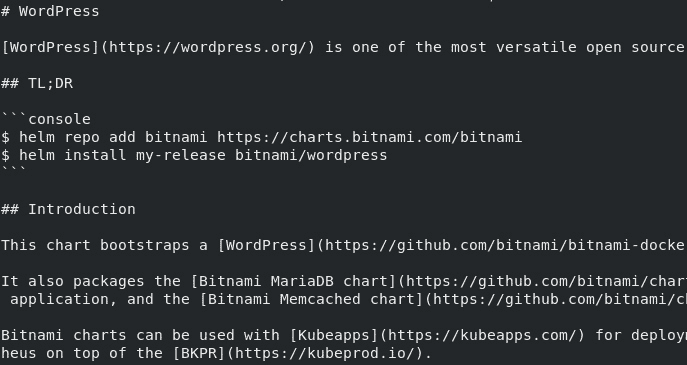 # WordPress
[WordPress](https://wordpress.org/) is one of the most versatile open source
## TL;DR
```console
$ helm repo add bitnami https://charts.bitnami.com/bitnami
$ helm install my-release bitnami/wordpress
```
## Introduction
This chart bootstraps a [WordPress](https://github.com/bitnami/bitnami-docke
It also packages the [Bitnami MariaDB chart](https://github.com/bitnami/char
application, and the [Bitnami Memcached chart](https://github.com/bitnami/c
Bitnami charts can be used with [Kubeapps](https://kubeapps.com/) for deploy
heus on top of the [BKPR](https://kubeprod.io/).